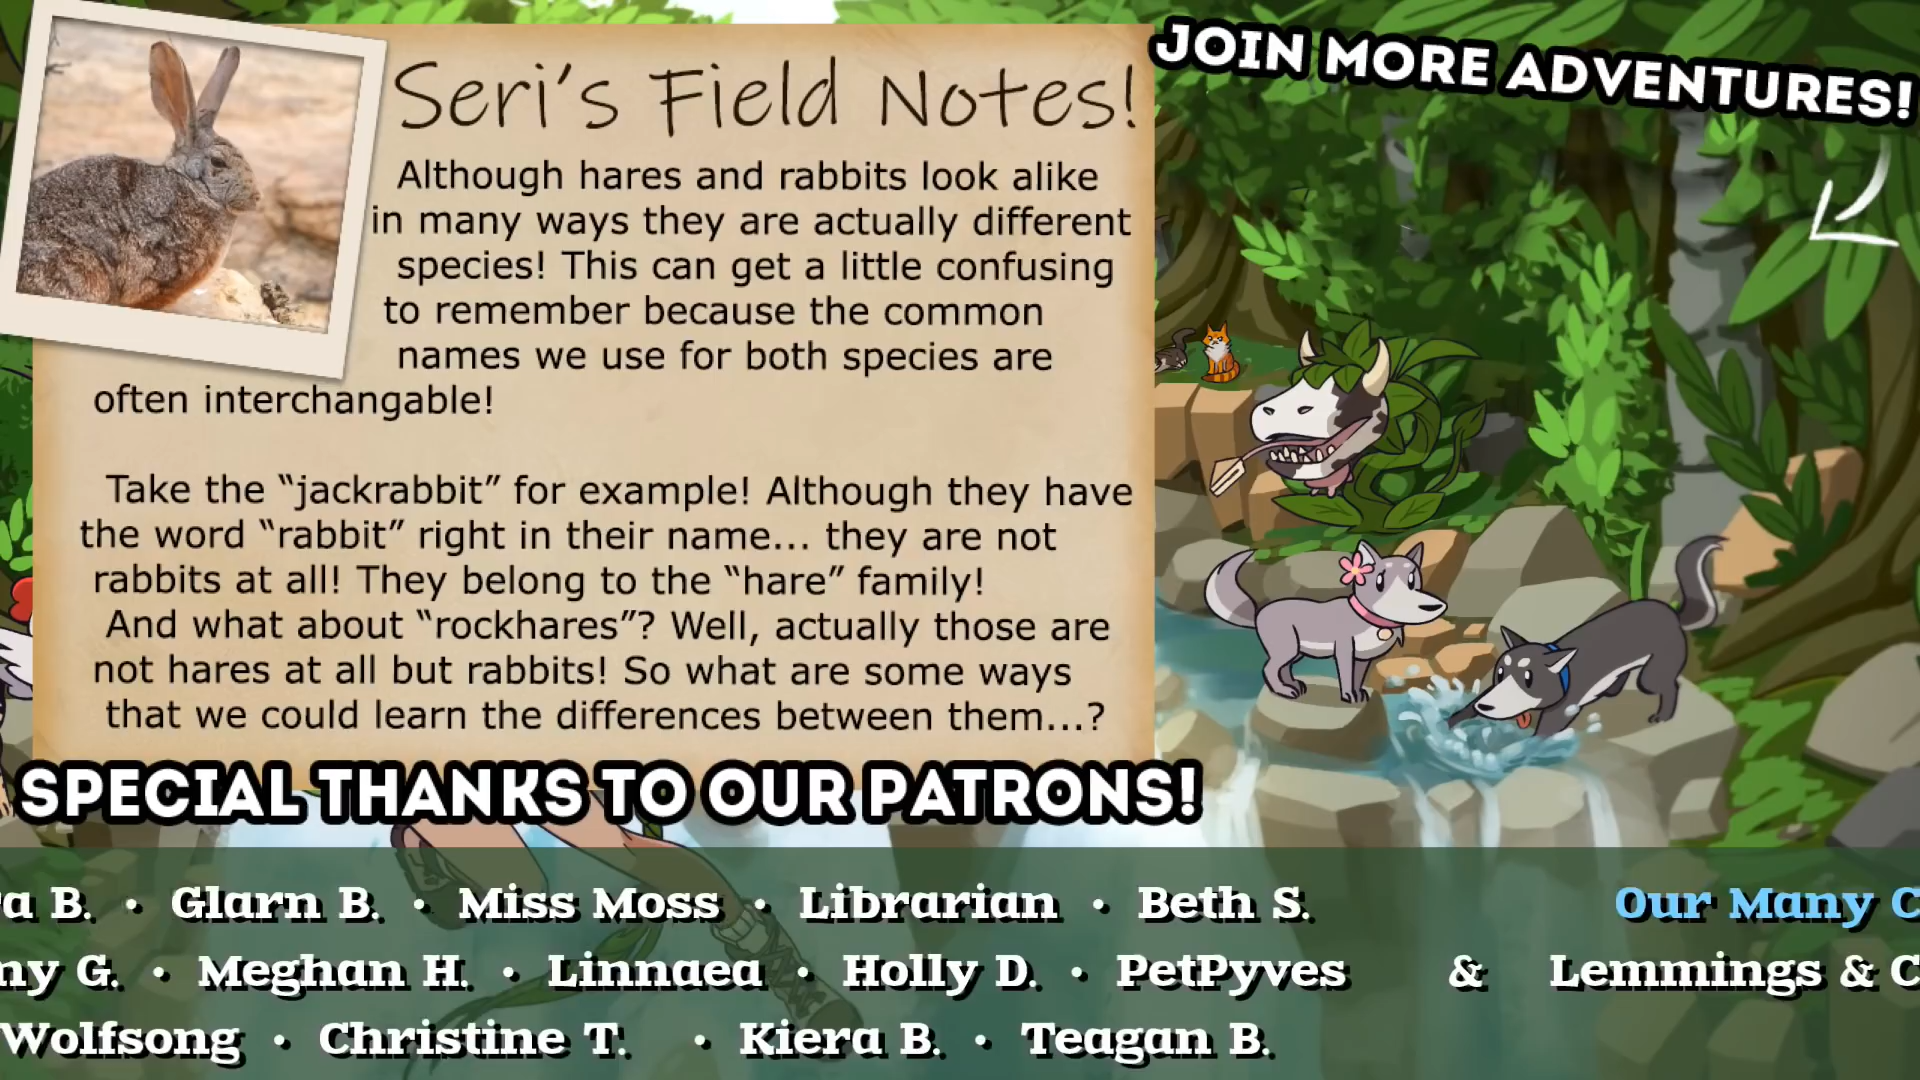 Seri's Field Notes!
JOIN MORE ADVENTURES!
Although hares and rabbits look alike
in many ways they are actually different
species! This can get a little confusing
to remember because the common
names we use for both species are
often interchangable!
Take the “jackrabbit” for example! Although they have
the word “rabbit” right in their name... they are not
rabbits at all! They belong to the “hare” family!
And what about “rockhares”? Well, actually those are
not hares at all but rabbits! So what are some ways
that we could learn the differences between them...?
SPECIAL THANKS TO OUR PATRONS!
a B. • Glarn B. • Miss Moss • Librarian • Beth S. Our Many C
ny G. • Meghan H. • Linnaea • Holly D. • PetPyves & Lemmings & C
Wolfsong • Christine T. • Kiera B. • Teagan B.